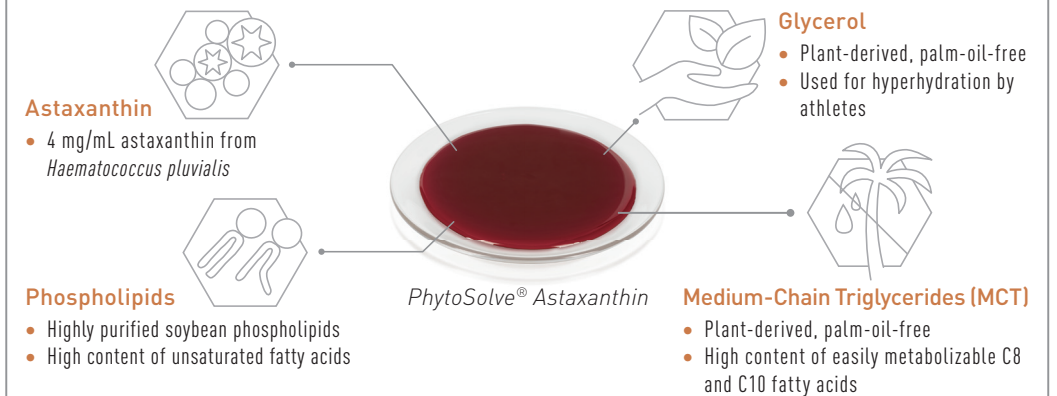 Astaxanthin
• 4 mg/mL astaxanthin from
Haematococcus pluvialis
Glycerol
• Plant-derived, palm-oil-free
• Used for hyperhydration by
athletes
Phospholipids
• Highly purified soybean phospholipids
• High content of unsaturated fatty acids
PhytoSolve® Astaxanthin
Medium-Chain Triglycerides (MCT)
• Plant-derived, palm-oil-free
• High content of easily metabolizable C8
and C10 fatty acids